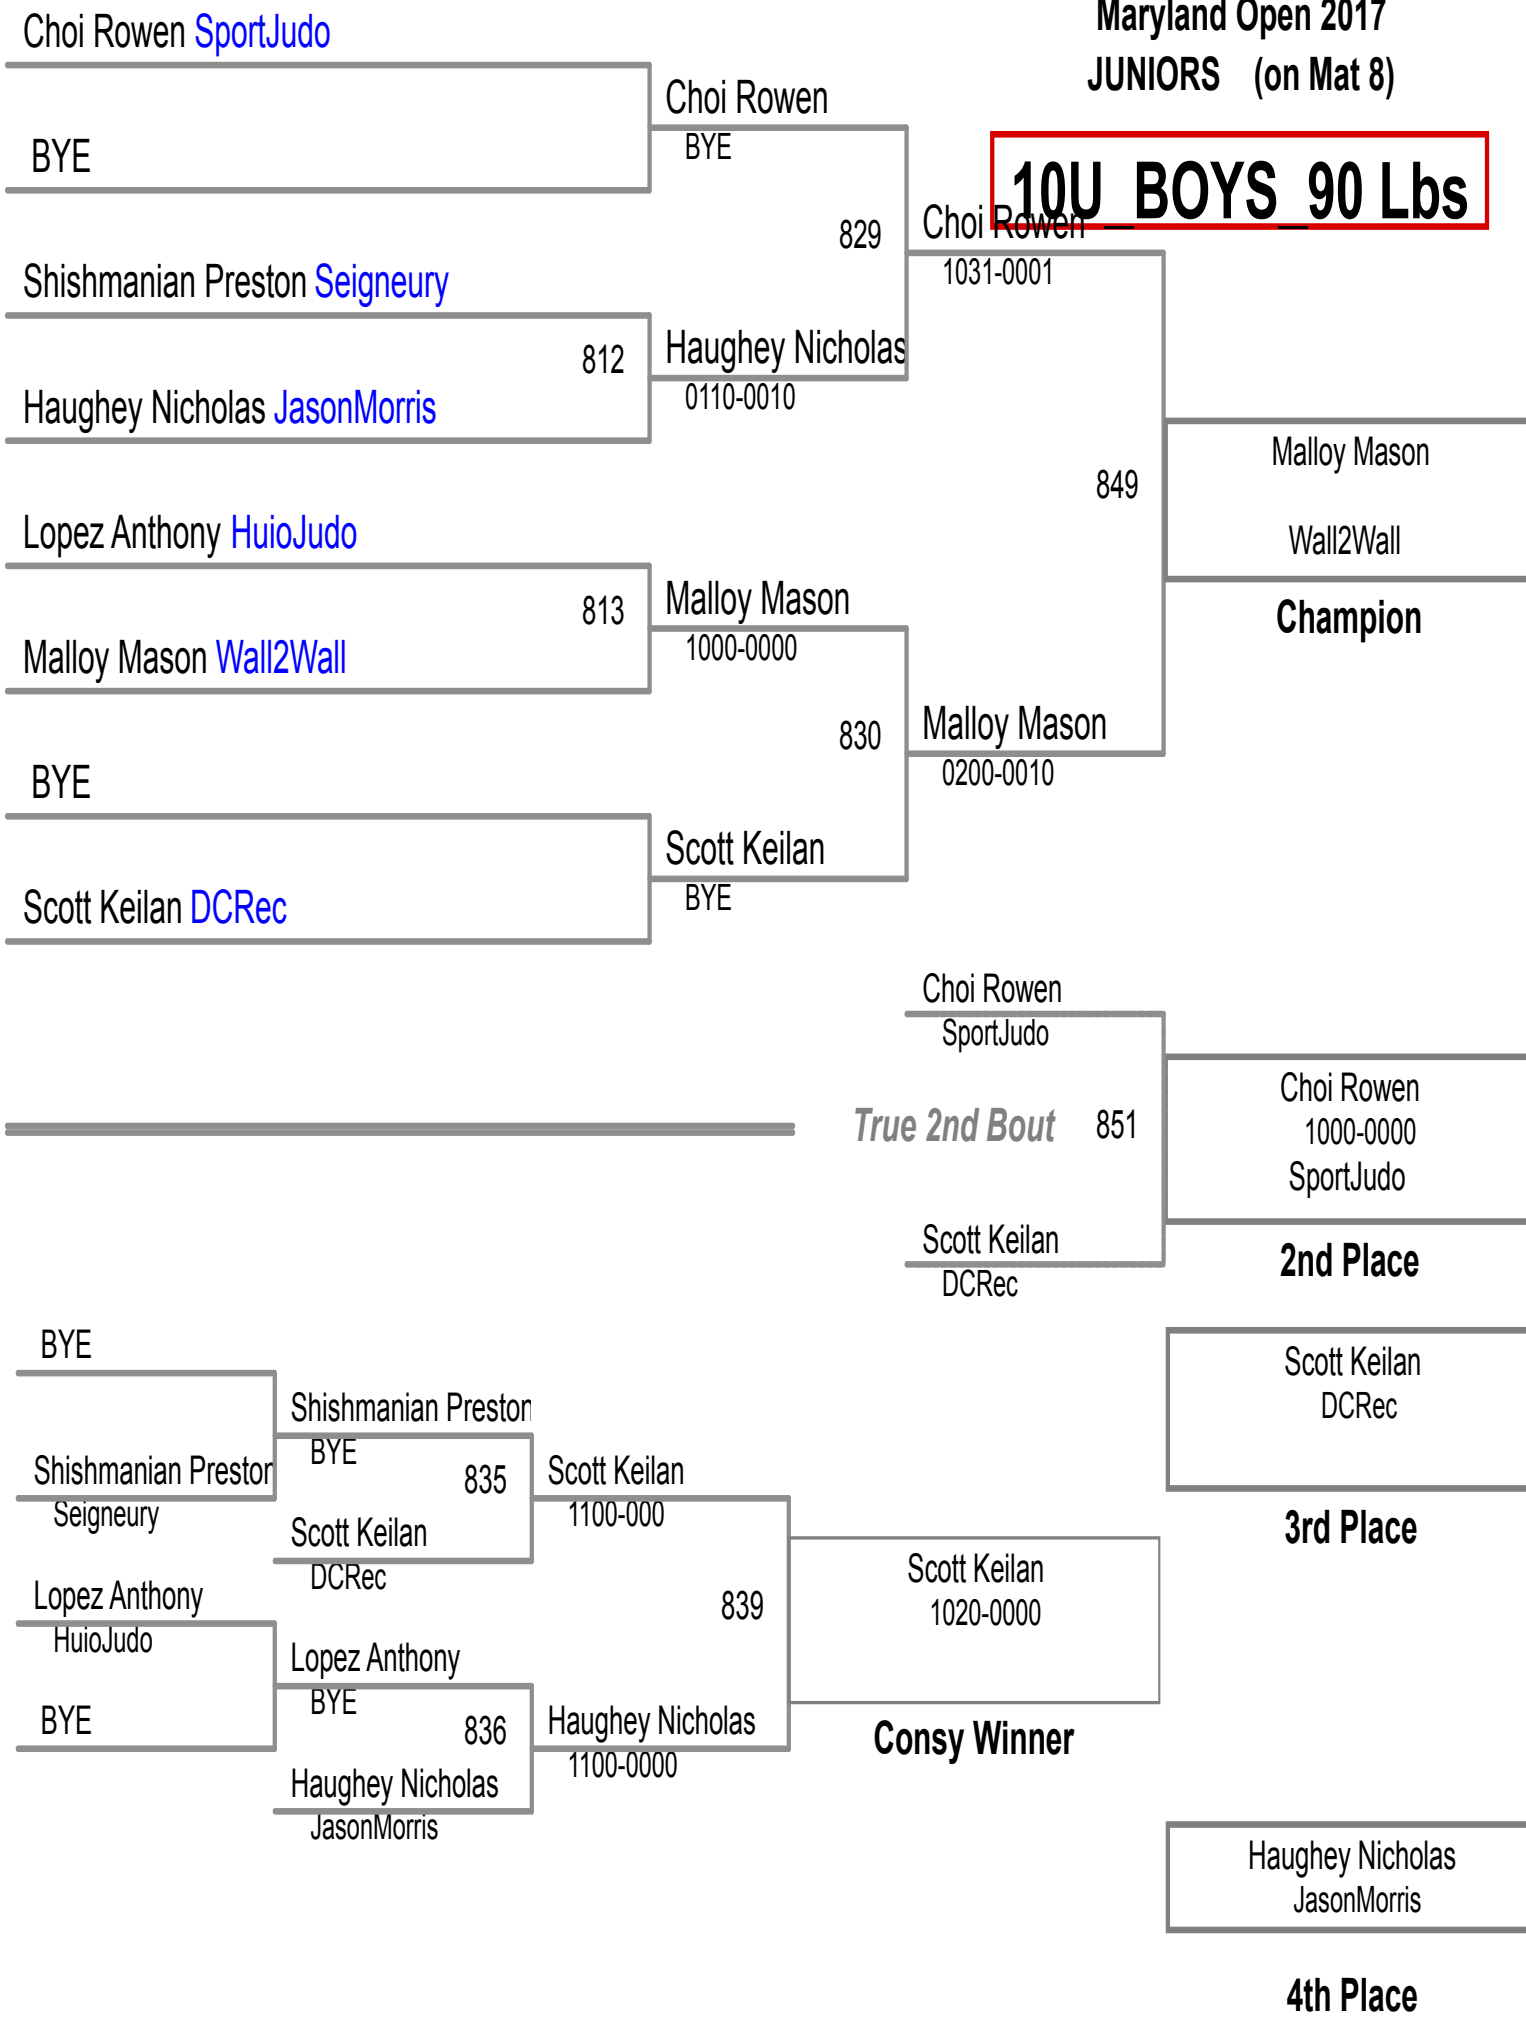 Maryland Open 2017
JUNIORS (on Mat 8)
10U_BOYS_90 Lbs
Choi Rowen SportJudo
BYE
Shishmanian Preston Seigneury
Haughey Nicholas JasonMorris
Lopez Anthony HuioJudo
Malloy Mason Wall2Wall
BYE
Scott Keilan DCRec
812
813
Choi Rowen
BYE
Haughey Nicholas
0110-0010
Malloy Mason
1000-0000
Scott Keilan
BYE
829
830
Choi Rowen
1031-0001
Malloy Mason
0200-0010
849
Malloy Mason
Wall2Wall
Champion
Choi Rowen
SportJudo
True 2nd Bout 851
Scott Keilan
DCRec
Choi Rowen
1000-0000
SportJudo
2nd Place
BYE
Shishmanian Preston
Seigneury
Lopez Anthony
HuioJudo
BYE
Shishmanian Preston
BYE
835
Scott Keilan
DCRec
Lopez Anthony
BYE
836
Haughey Nicholas
JasonMorris
Scott Keilan
1100-000
839
Haughey Nicholas
1100-0000
Scott Keilan
1020-0000
Consy Winner
Scott Keilan
DCRec
3rd Place
Haughey Nicholas
JasonMorris
4th Place